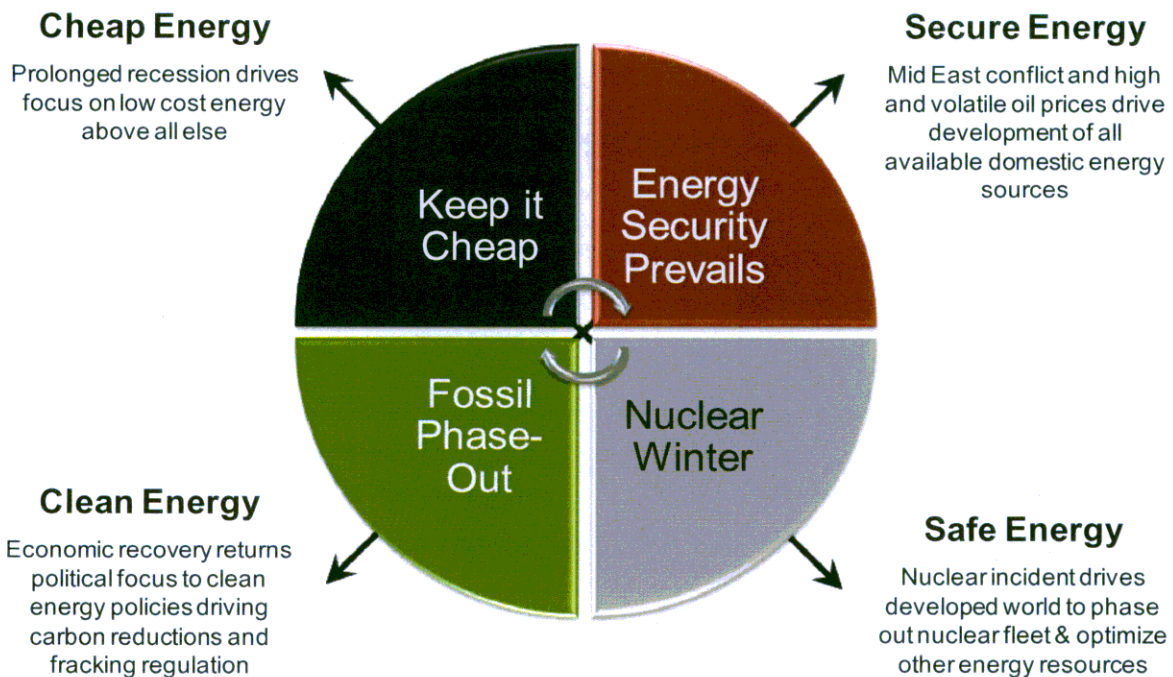 Cheap Energy
Prolonged recession drives
focus on low cost energy
above all else
Secure Energy
Mid East conflict and high
and volatile oil prices drive
development of all
available domestic energy
sources
Keep it
Cheap
Energy
Security
Prevails
Fossil
Phase-
Out
Nuclear
Winter
Clean Energy
Economic recovery returns
political focus to clean
energy policies driving
carbon reductions and
fracking regulation
Safe Energy
Nuclear incident drives
developed world to phase
out nuclear fleet & optimize
other energy resources